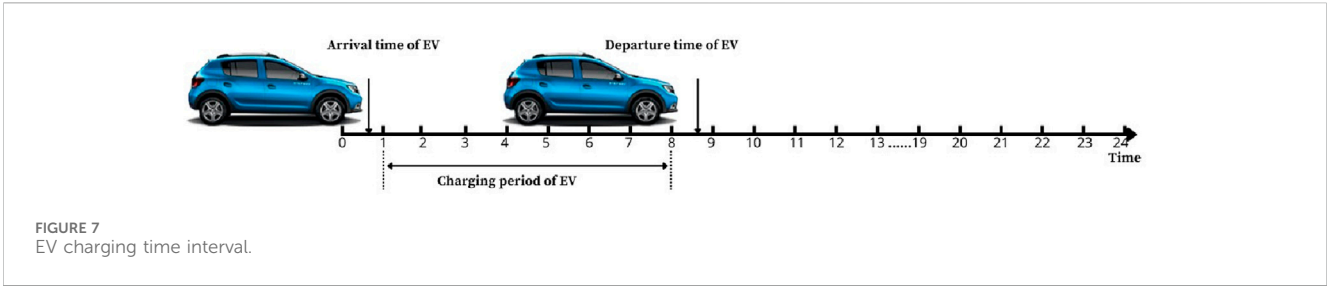 Arrival time of EV
Departure time of EV
0 1 2 3 4 5 6 7 8 9 10 11 12 13 ......19 20 21 22 23 24
Time
Charging period of EV
FIGURE 7
EV charging time interval.